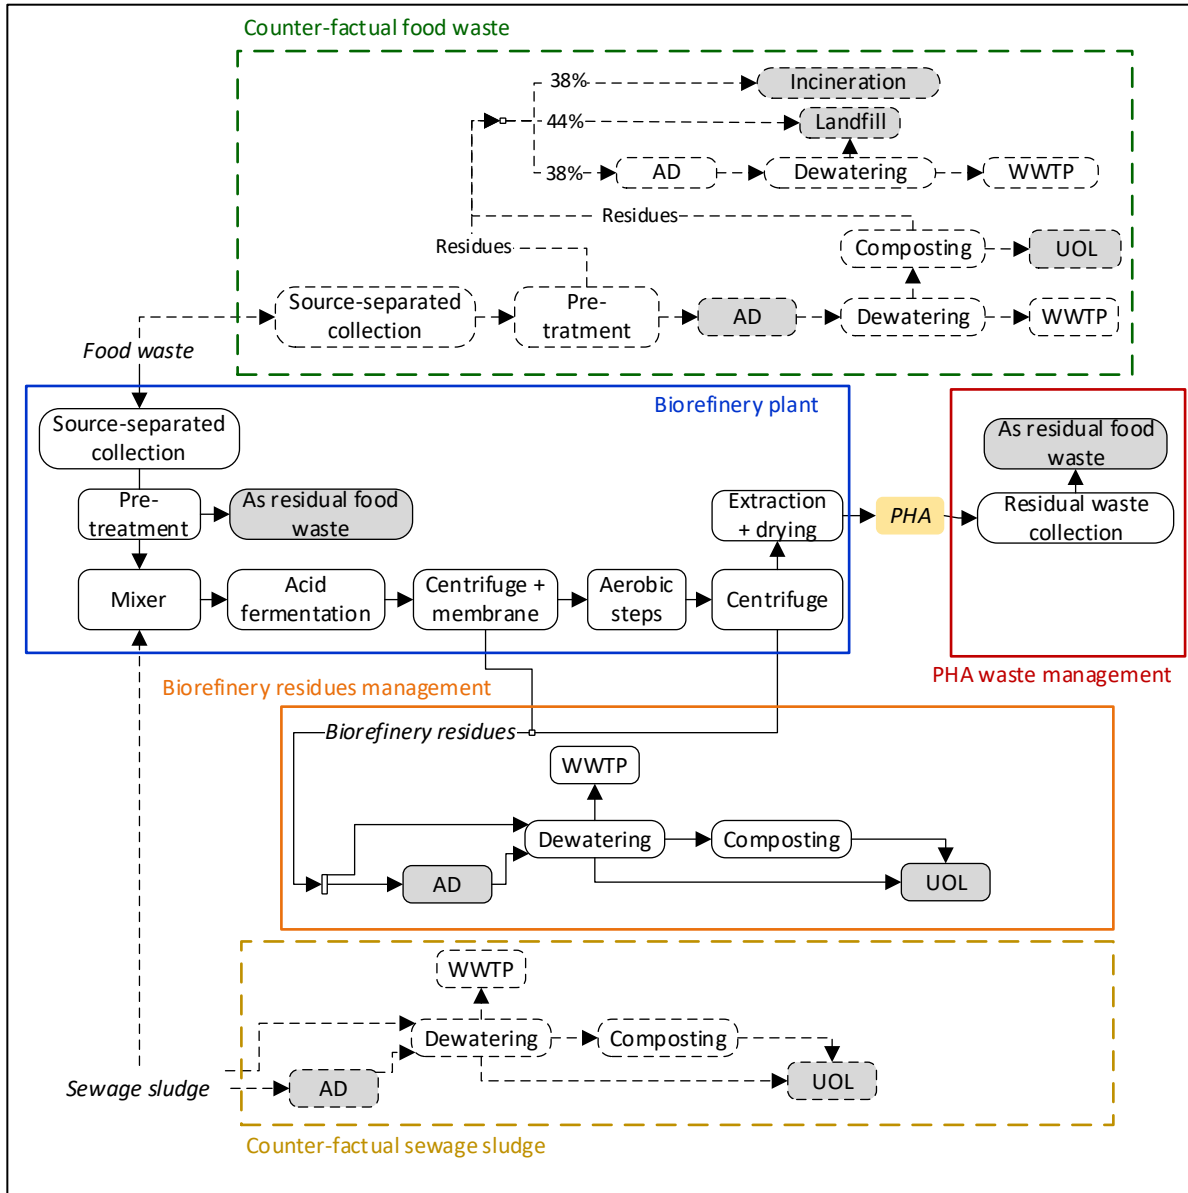 Counter-factual food waste
38%
Incineration
44%
Landfill
38%
AD
Dewatering
WWTP
Residues
Residues
Composting
UOL
Source-separated
collection
Pre-
tratment
AD
Dewatering
WWTP
Food waste
Biorefinery plant
Source-separated
collection
As residual food
waste
Pre-
treatment
As residual food
waste
Extraction
+ drying
PHA
Residual waste
collection
Mixer
Acid
fermentation
Centrifuge +
membrane
Aerobic
steps
Centrifuge
PHA waste management
Biorefinery residues management
Biorefinery residues
WWTP
Dewatering
Composting
AD
UOL
WWTP
Dewatering
Composting
Sewage sludge
AD
UOL
Counter-factual sewage sludge